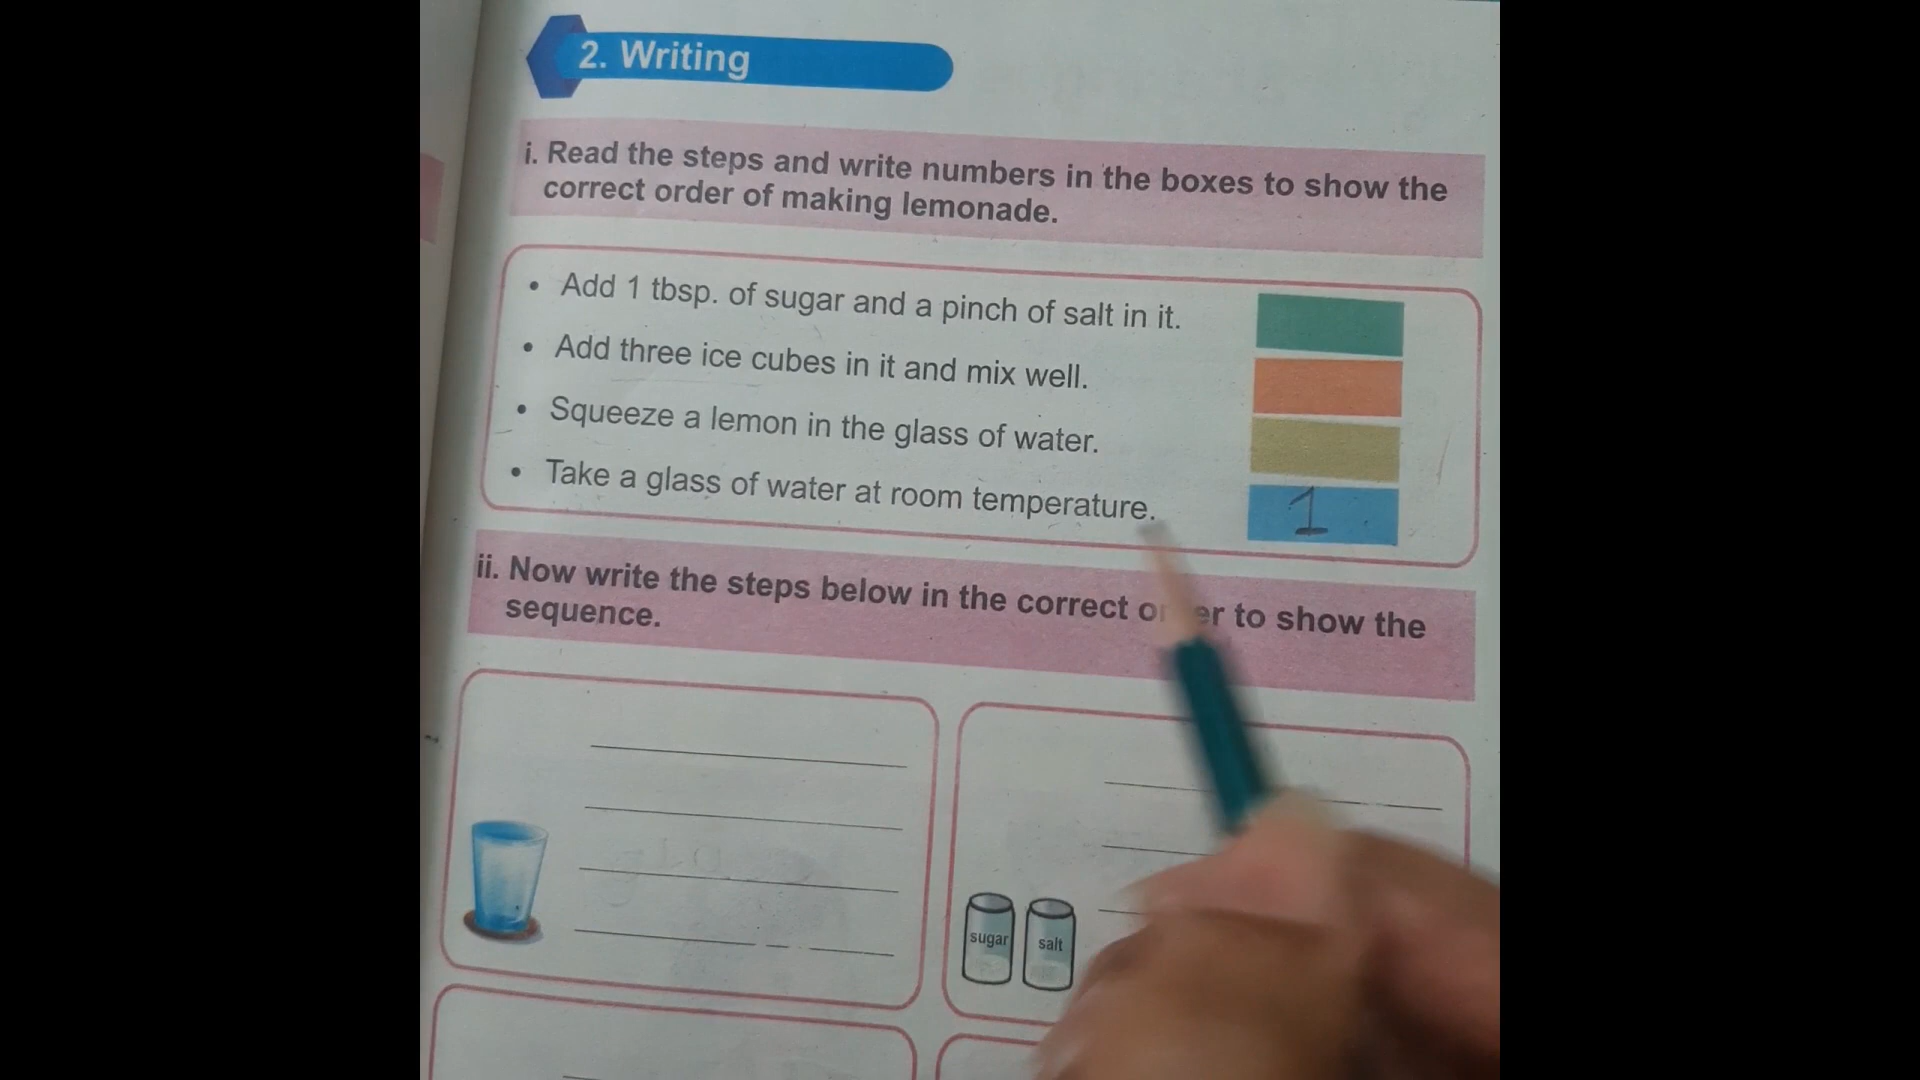 2. Writing
i. Read the steps and write numbers in the boxes to show the
correct order of making lemonade.
• Add 1 tbsp. of sugar and a pinch of salt in it.
• Add three ice cubes in it and mix well.
• Squeeze a lemon in the glass of water.
• Take a glass of water at room temperature.
1
ii. Now write the steps below in the correct order to show the
sequence.
sugar
salt